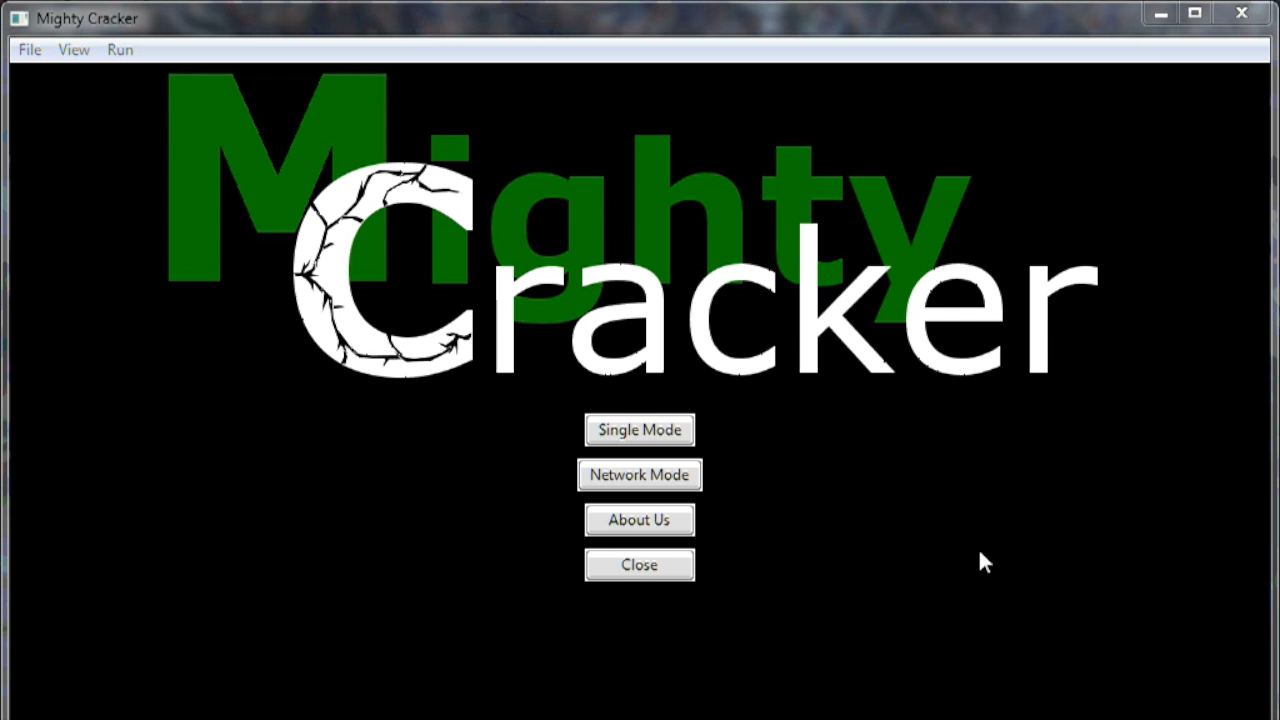 Mighty Cracker
File View Run
Mighty
Cracker
Single Mode
Network Mode
About Us
Close